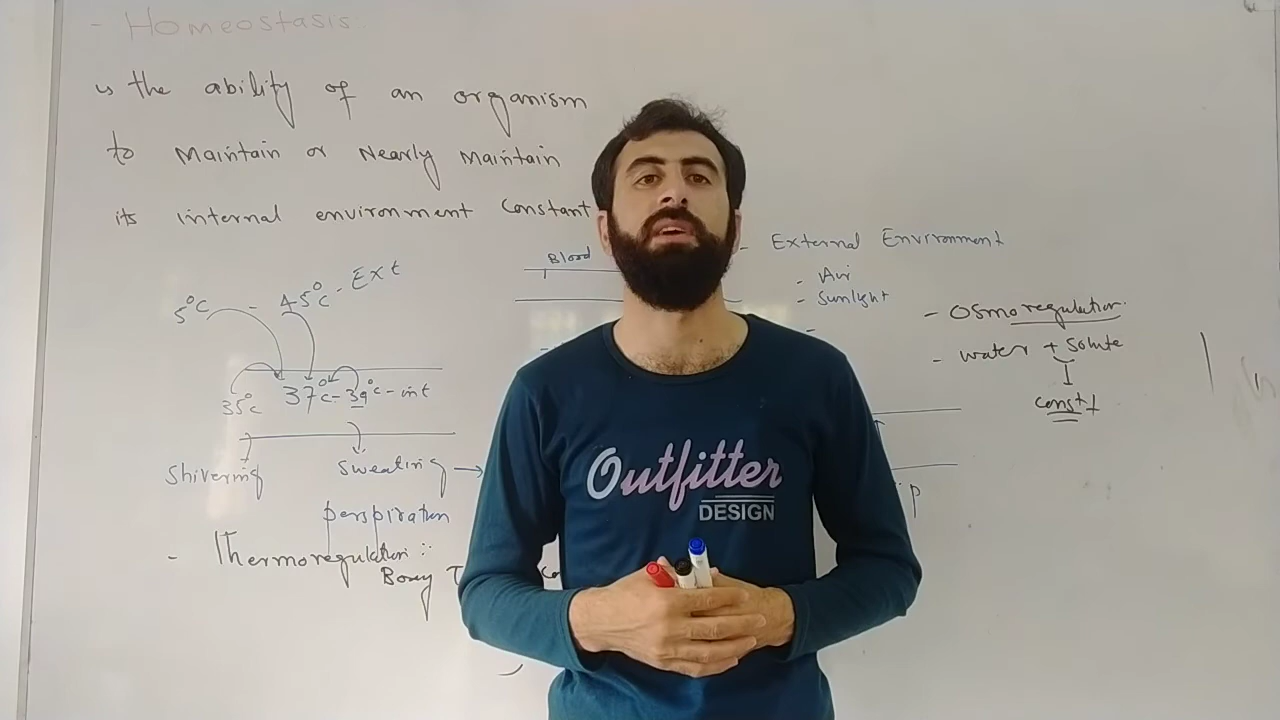 - Homeostasis:
is the ability of an organism
to Maintain or Nearly Maintain
its internal environment Constant
5°C - 45°C - Ext
35°C 37°C - 39°C - int
Shivering Sweating →
perspiration
- Thermoregulation ::
Blood
- External Environment
- Air
- Sunlight
-
- Osmoregulation.
- water + Solute
const
Outfitter
DESIGN